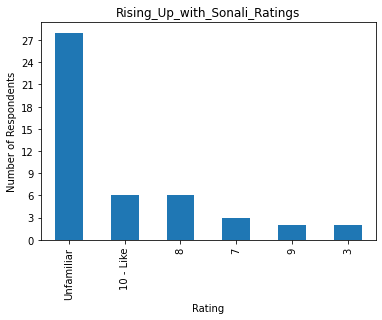 Rising_Up_with_Sonali_Ratings
Number of Respondents
27
24
21
18
15
12
9
6
3
0
Unfamiliar
10 - Like
8
7
9
3
Rating